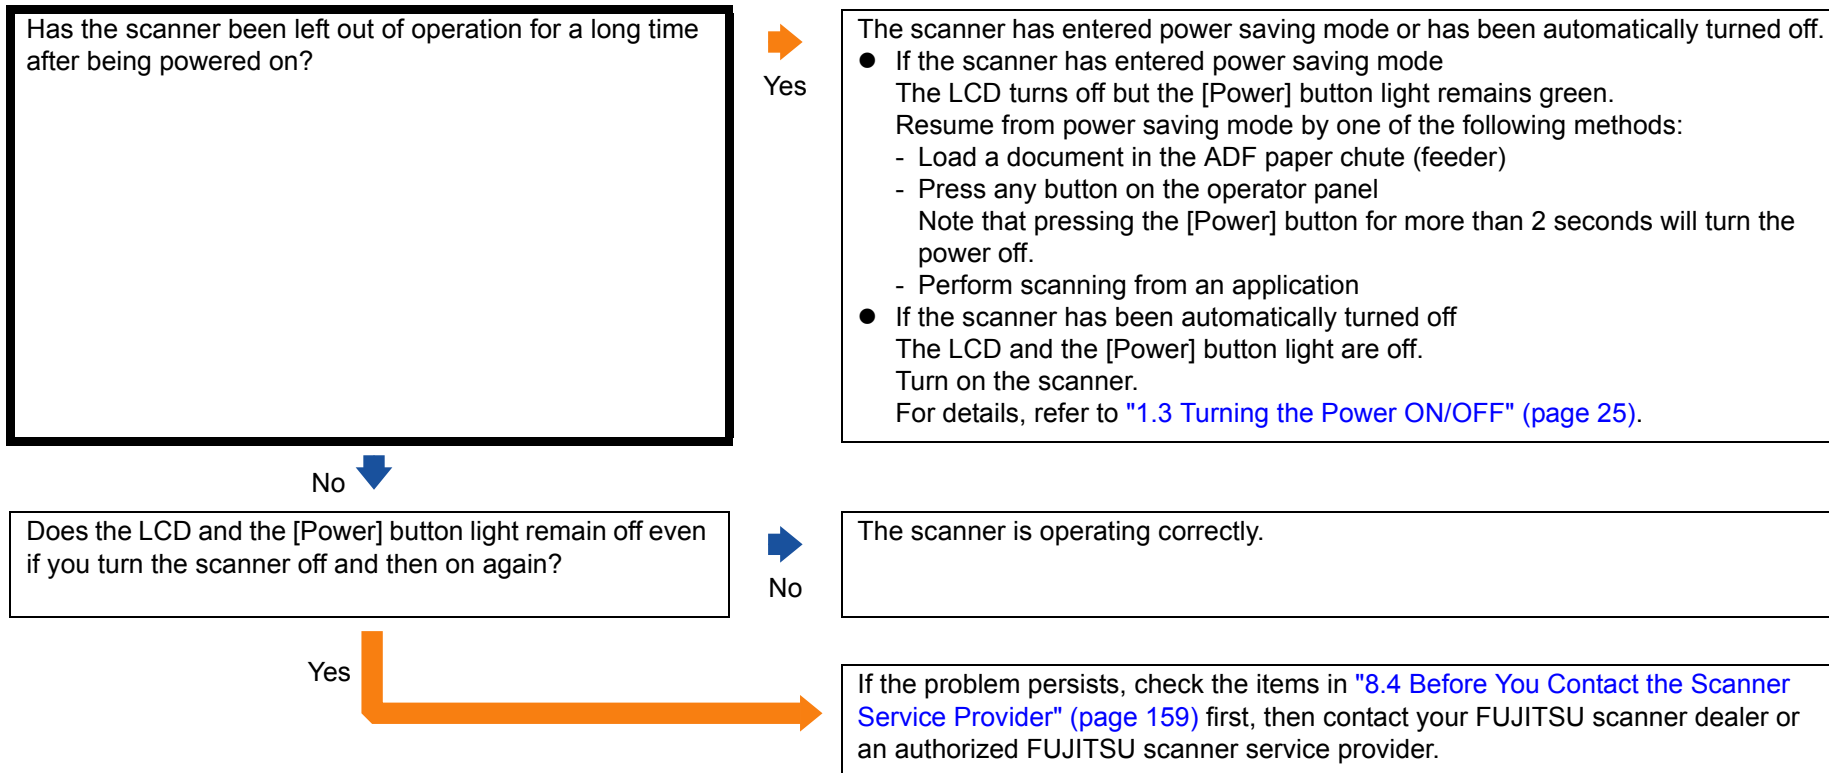 Has the scanner been left out of operation for a long time
after being powered on?
Yes
The scanner has entered power saving mode or has been automatically turned off.
● If the scanner has entered power saving mode
The LCD turns off but the [Power] button light remains green.
Resume from power saving mode by one of the following methods:
- Load a document in the ADF paper chute (feeder)
- Press any button on the operator panel
Note that pressing the [Power] button for more than 2 seconds will turn the
power off.
- Perform scanning from an application
● If the scanner has been automatically turned off
The LCD and the [Power] button light are off.
Turn on the scanner.
For details, refer to "1.3 Turning the Power ON/OFF" (page 25).
No
Does the LCD and the [Power] button light remain off even
if you turn the scanner off and then on again?
No
The scanner is operating correctly.
Yes
If the problem persists, check the items in "8.4 Before You Contact the Scanner
Service Provider" (page 159) first, then contact your FUJITSU scanner dealer or
an authorized FUJITSU scanner service provider.